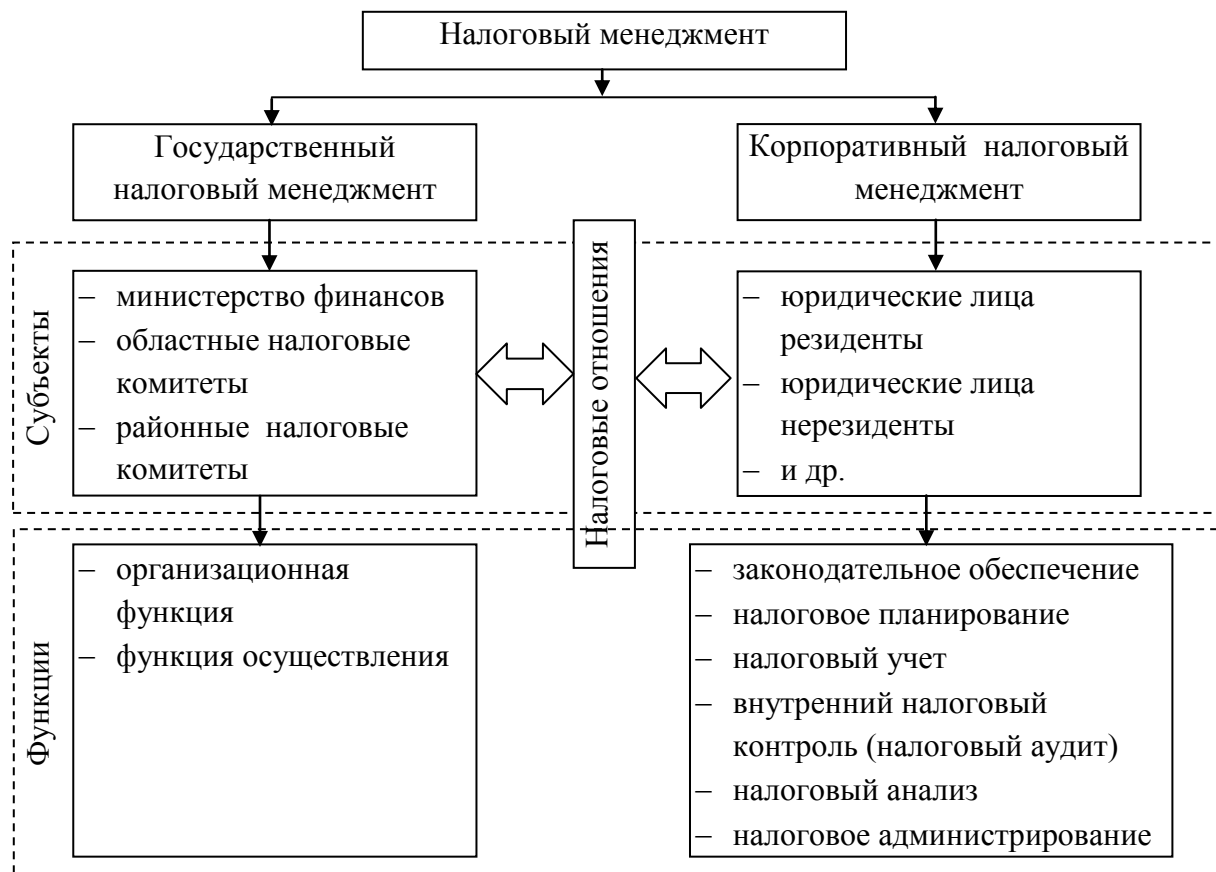 Налоговый менеджмент
Государственный
налоговый менеджмент
Корпоративный налоговый
менеджмент
Субъекты
– министерство финансов
– областные налоговые
комитеты
– районные налоговые
комитеты
Налоговые отношения
– юридические лица
резиденты
– юридические лица
нерезиденты
– и др.
Функции
– организационная
функция
– функция осуществления
– законодательное обеспечение
– налоговое планирование
– налоговый учет
– внутренний налоговый
контроль (налоговый аудит)
– налоговый анализ
– налоговое администрирование